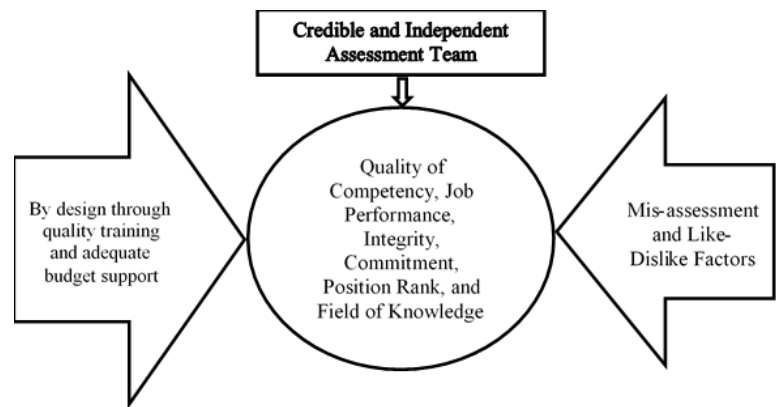 Credible and Independent
Assessment Team
By design through
quality training
and adequate
budget support
Quality of
Competency, Job
Performance,
Integrity,
Commitment,
Position Rank, and
Field of Knowledge
Mis-assessment
and Like-
Dislike Factors